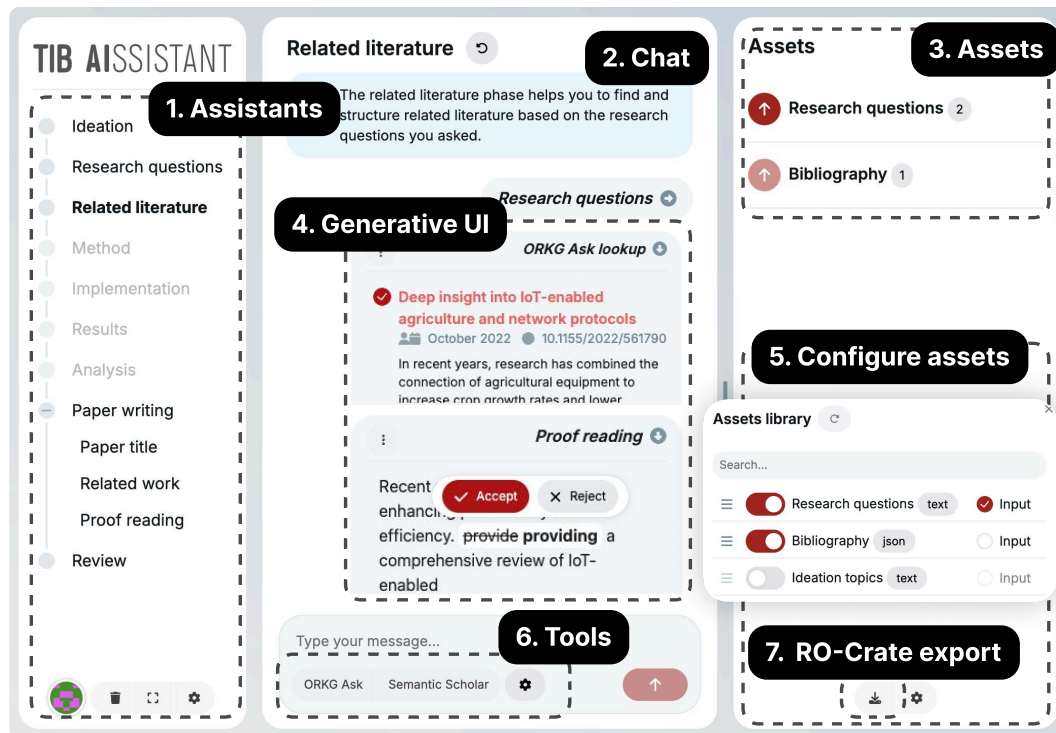 TIB AISSISTANT
1. Assistants
Ideation
Research questions
Related literature
Method
Implementation
Results
Analysis
Paper writing
Paper title
Related work
Proof reading
Review
Related literature
2. Chat
The related literature phase helps you to find and
structure related literature based on the research
questions you asked.
Research questions
4. Generative UI
ORKG Ask lookup
Deep insight into IoT-enabled
agriculture and network protocols
October 2022 10.1155/2022/561790
In recent years, research has combined the
connection of agricultural equipment to
increase crop growth rates and lower
Proof reading
Recent
Accept
Reject
enhancing
efficiency. provide providing a
comprehensive review of IoT-
enabled
Type your message...
6. Tools
ORKG Ask
Semantic Scholar
Assets
3. Assets
Research questions 2
Bibliography 1
5. Configure assets
Assets library
Search...
Research questions text Input
Bibliography json Input
Ideation topics text Input
7. RO-Crate export